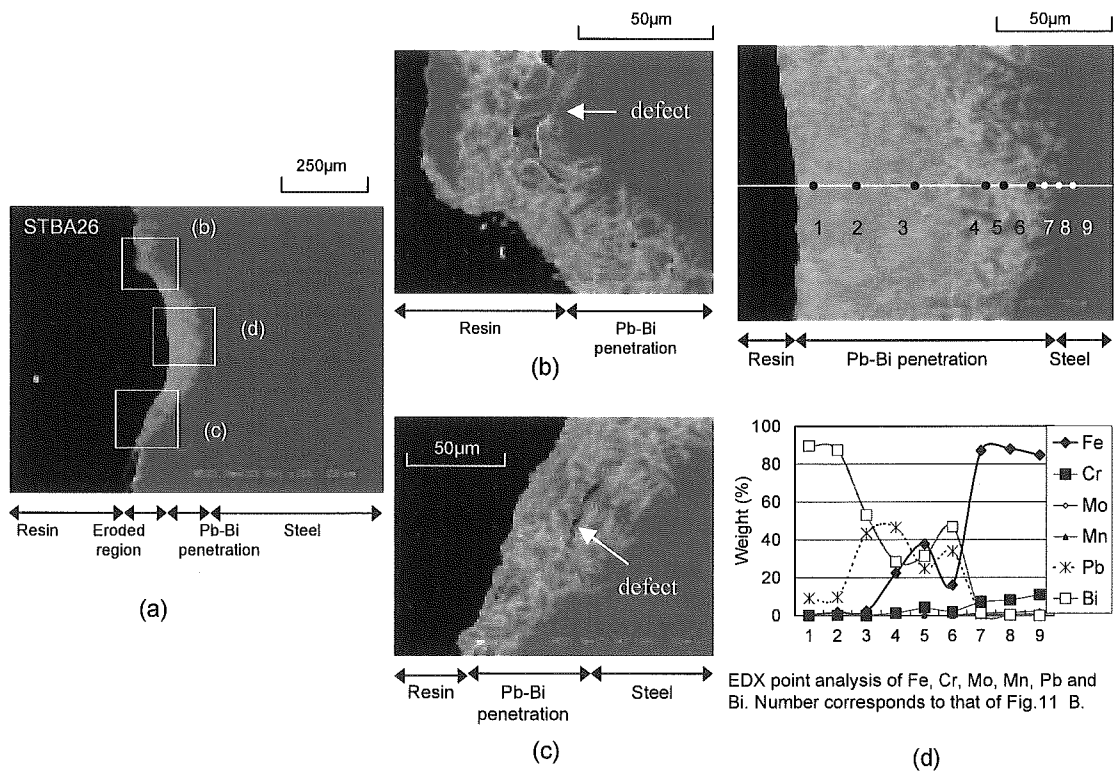 250µm
STBA26
(b)
(d)
(c)
Resin
Eroded
region
Pb-Bi
penetration
Steel
(a)
50µm
defect
Resin
Pb-Bi
penetration
(b)
50µm
defect
Resin
Pb-Bi
penetration
Steel
(c)
50µm
1 2 3 4 5 6 7 8 9
Resin
Pb-Bi penetration
Steel
Weight (%)
100
80
60
40
20
0
1 2 3 4 5 6 7 8 9
Fe
Cr
Mo
Mn
Pb
Bi
EDX point analysis of Fe, Cr, Mo, Mn, Pb and
Bi. Number corresponds to that of Fig.11 B.
(d)